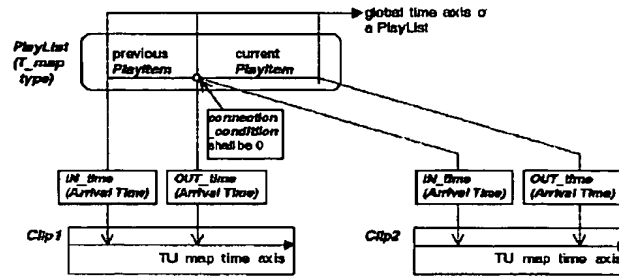 global time axis o
a PlayList
PlayList
(T_map
type)
previous
PlayItem
current
PlayItem
connection
_condition
shall be 0
IN_time
(Arrival Time)
OUT_time
(Arrival Time)
IN_time
(Arrival Time)
OUT_time
(Arrival Time)
Clip1
TU map time axis
Clip2
TU map time axis